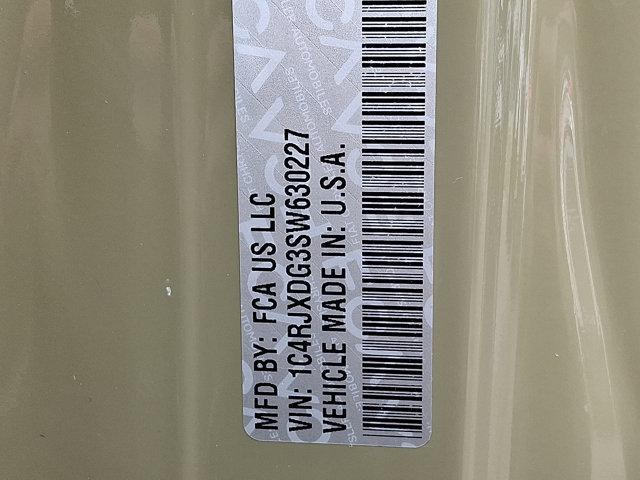 MFD BY: FCA US LLC
VIN: 1C4RJXDG3SW630227
VEHICLE MADE IN: U.S.A.